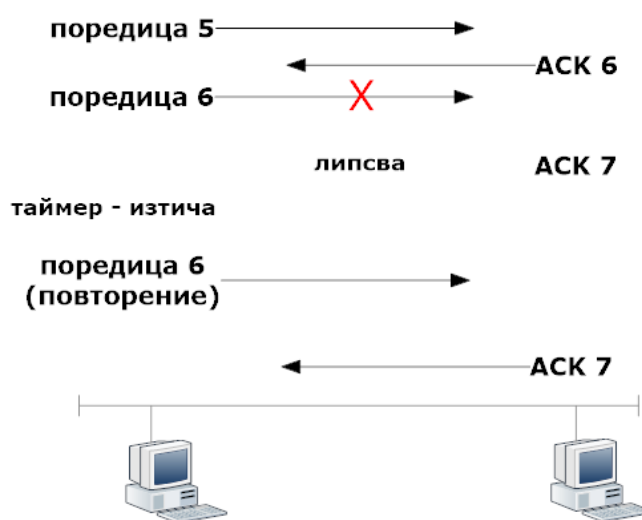 поредица 5
АСК 6
поредица 6
X
липсва
АСК 7
таймер - изтича
поредица 6
(повторение)
АСК 7